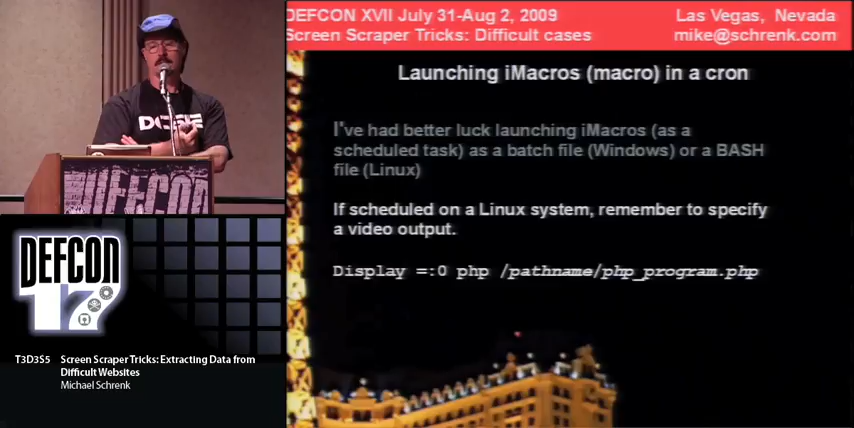 DEFCON XVII July 31-Aug 2, 2009
Las Vegas, Nevada
Screen Scraper Tricks: Difficult cases
mike@schrenk.com
Launching iMacros (macro) in a cron
I've had better luck launching iMacros (as a
scheduled task) as a batch file (Windows) or a BASH
file (Linux)
If scheduled on a Linux system, remember to specify
a video output.
Display =:0 php /pathname/php_program.php
DEFCON
DEFCON
17
T3D3S5 Screen Scraper Tricks: Extracting Data from
Difficult Websites
Michael Schrenk